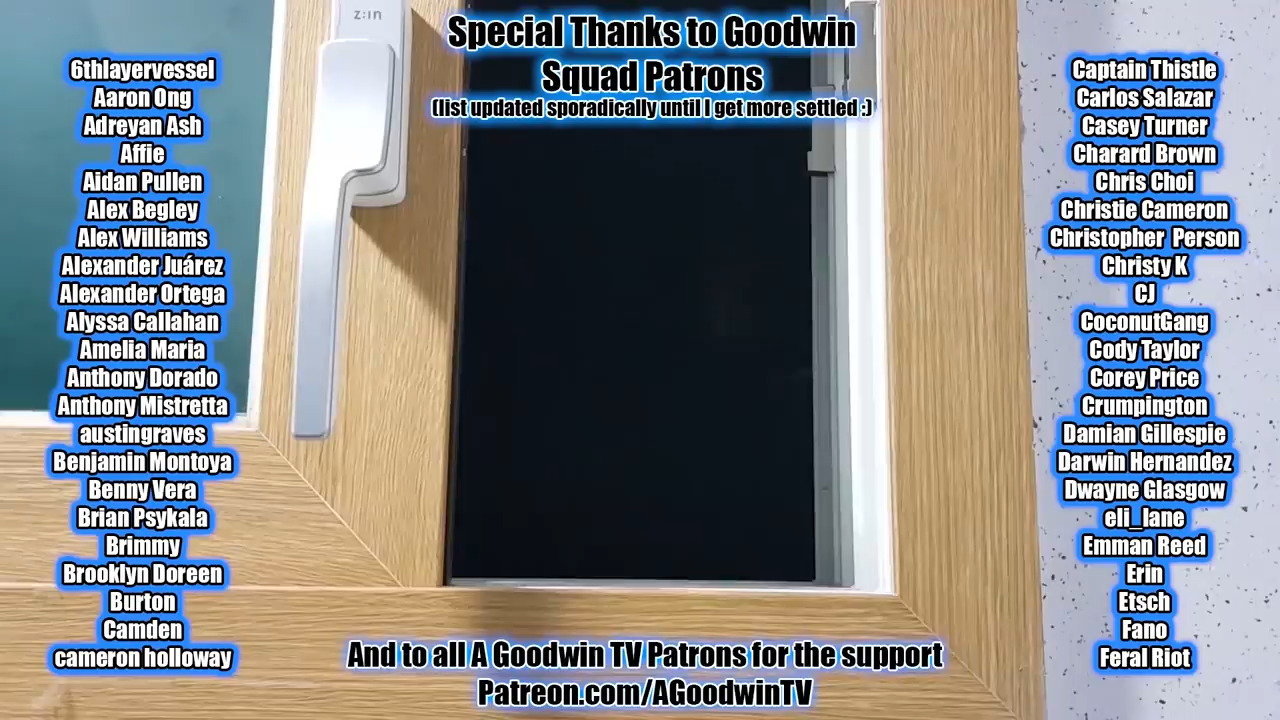 z:ın
Special Thanks to Goodwin
Squad Patrons
(list updated sporadically until I get more settled :)
6thlayervessel
Aaron Ong
Adreyan Ash
Affie
Aidan Pullen
Alex Begley
Alex Williams
Alexander Juárez
Alexander Ortega
Alyssa Callahan
Amelia Maria
Anthony Dorado
Anthony Mistretta
austingraves
Benjamin Montoya
Benny Vera
Brian Psykala
Brimmy
Brooklyn Doreen
Burton
Camden
cameron holloway
Captain Thistle
Carlos Salazar
Casey Turner
Charard Brown
Chris Choi
Christie Cameron
Christopher Person
Christy K
CJ
CoconutGang
Cody Taylor
Corey Price
Crumpington
Damian Gillespie
Darwin Hernandez
Dwayne Glasgow
eli_lane
Emman Reed
Erin
Etsch
Fano
Feral Riot
And to all A Goodwin TV Patrons for the support
Patreon.com/AGoodwinTV